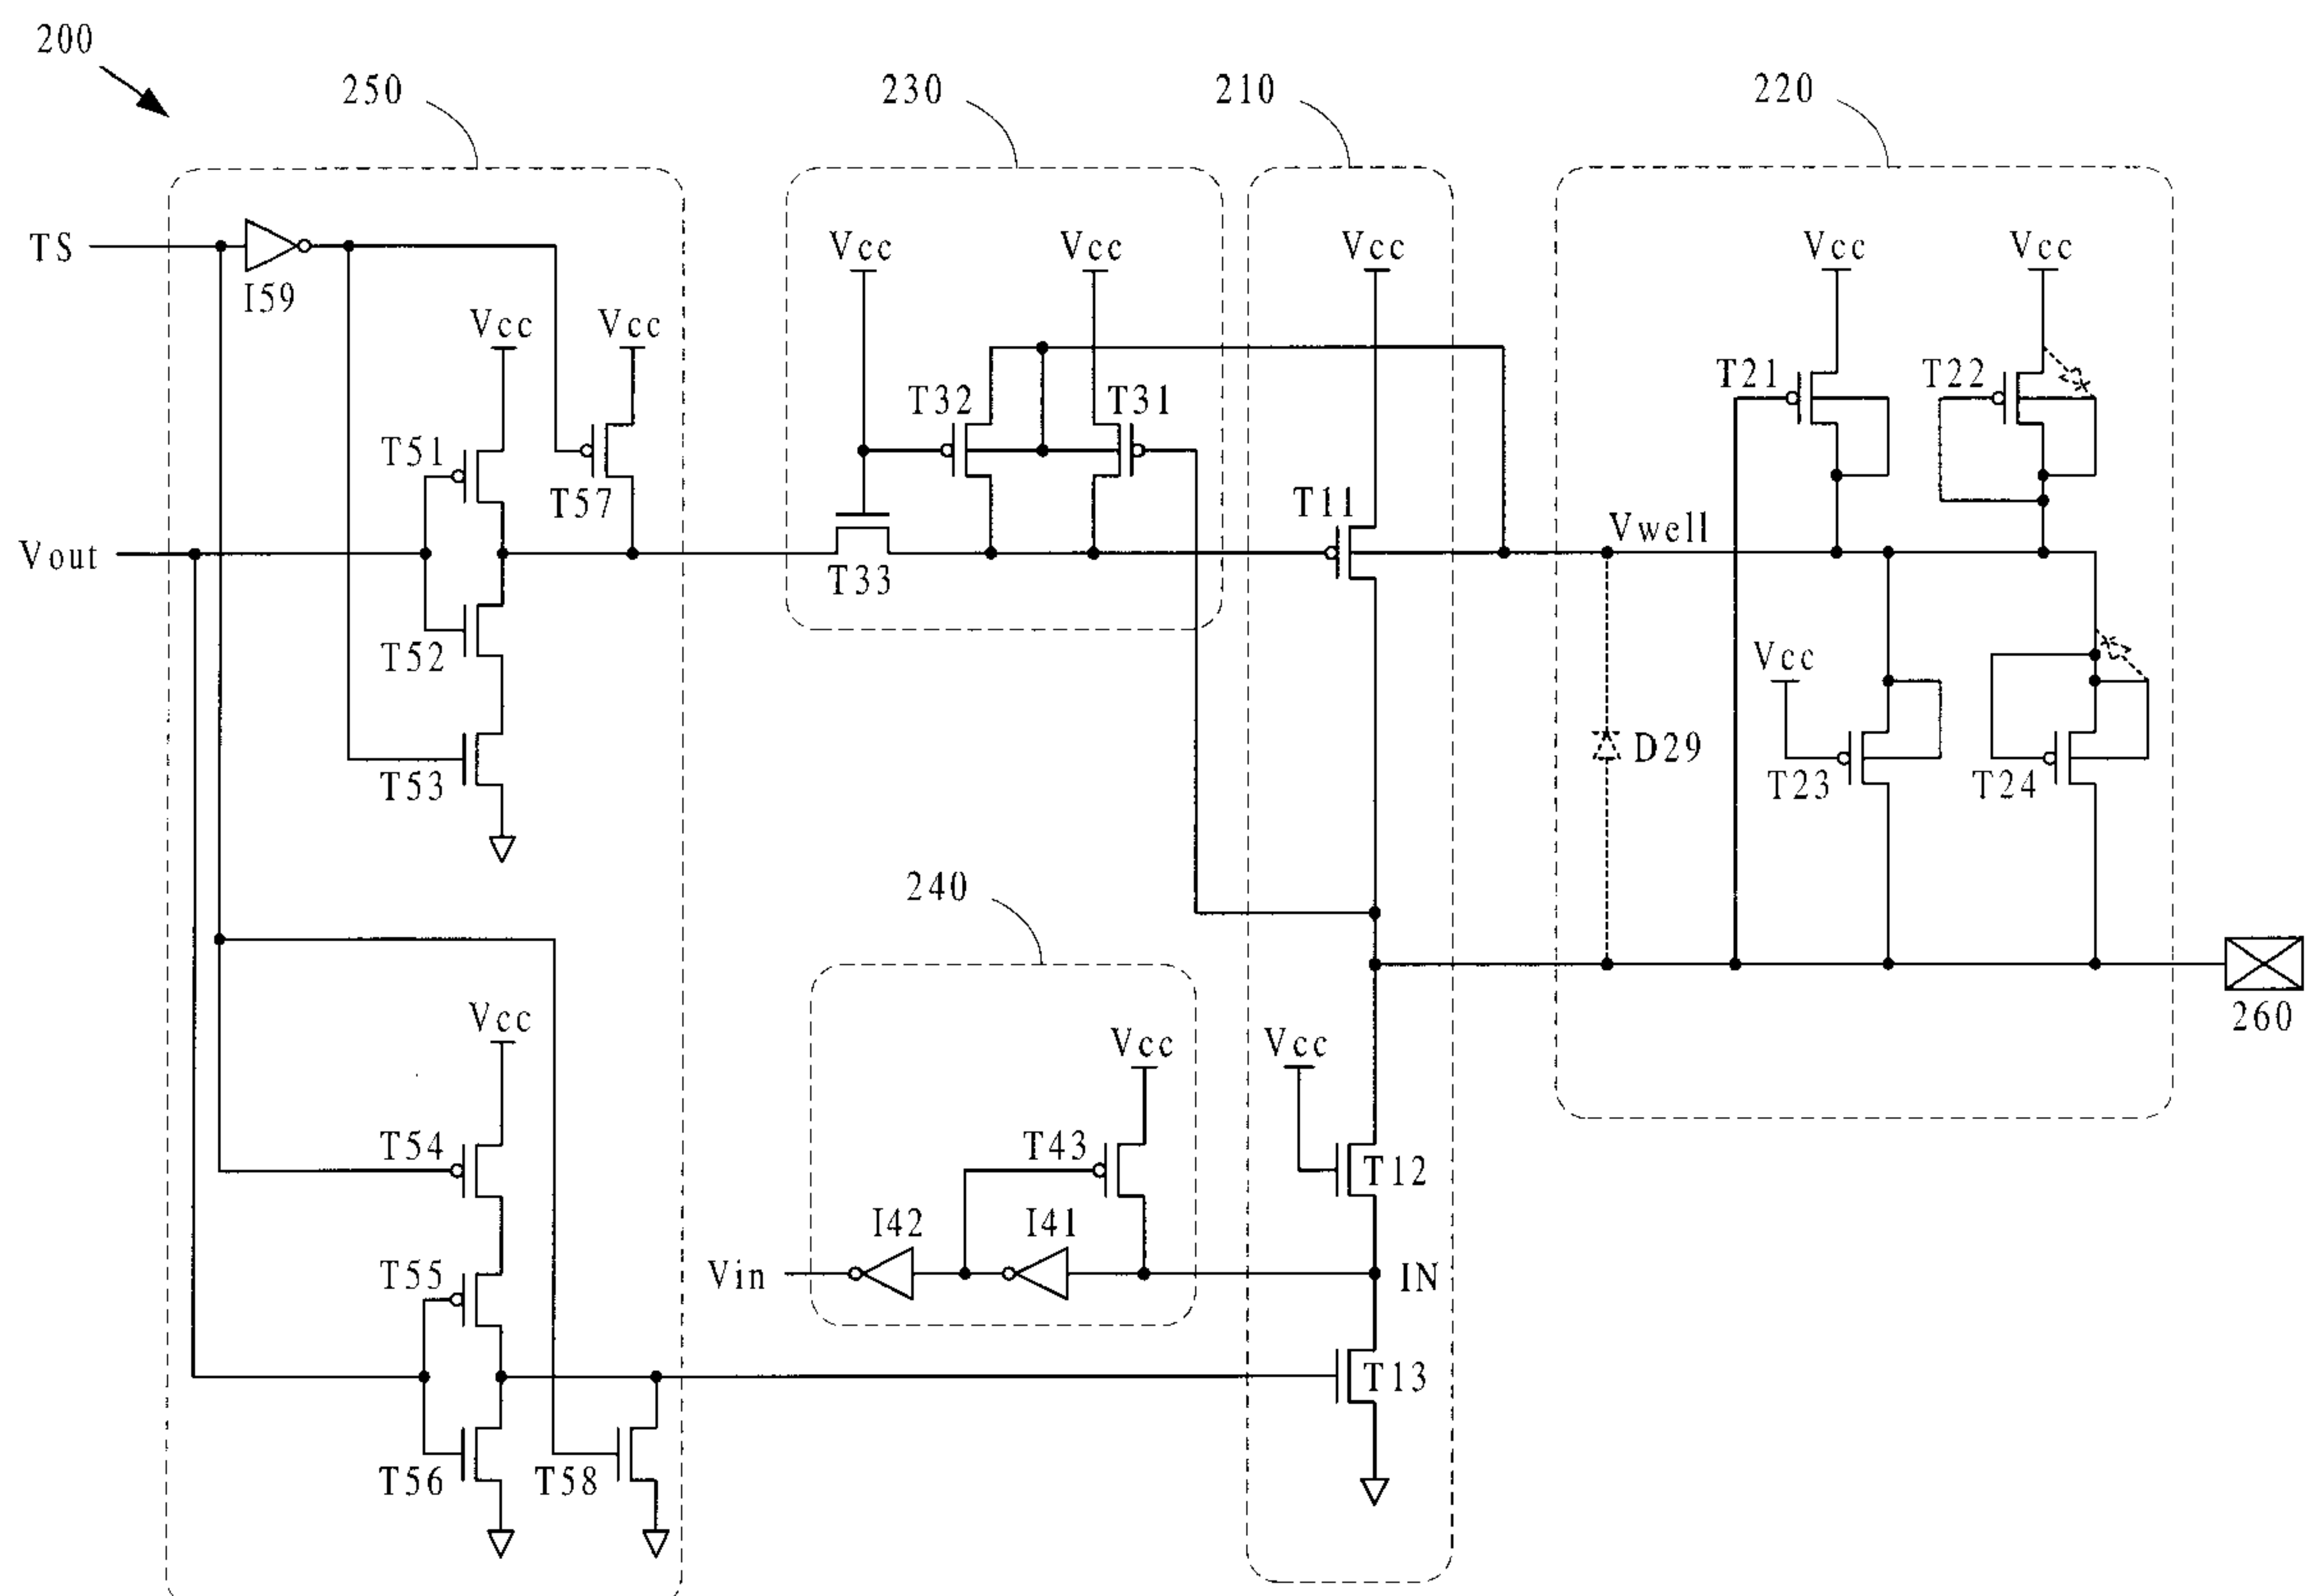 200
250
230
210
220
TS
I59
Vcc
Vcc
Vcc
Vcc
Vcc
Vcc
Vcc
T51
T57
T32
T31
T11
T21
T22
Vout
T33
Vwell
T52
T53
Vcc
T23
D29
T24
240
260
Vcc
Vcc
Vcc
T54
T43
T12
T55
I42
I41
Vin
IN
T13
T56
T58